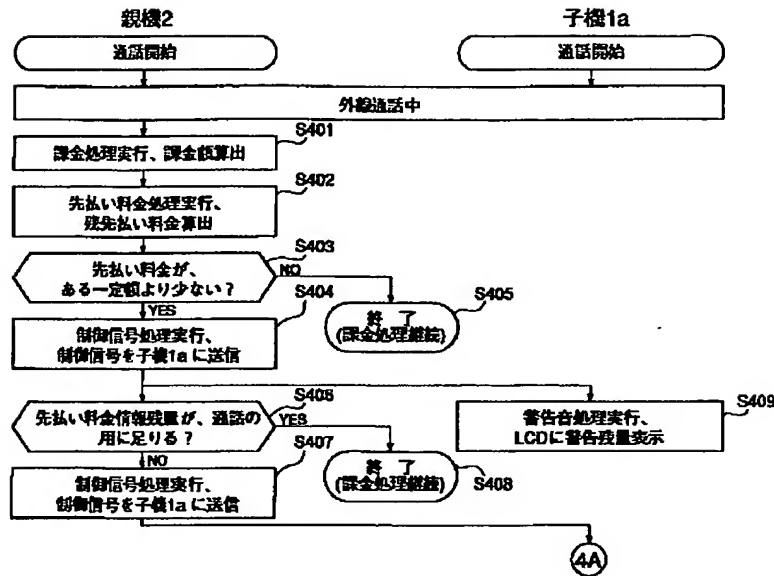 親機2
子機1a
通話開始
通話開始
外線通話中
S401
課金処理実行、課金額算出
S402
先払い料金処理実行、
残先払い料金算出
S403
先払い料金が、
ある一定額より少ない?
NO
S405
終 了
(課金処理継続)
YES
S404
制御信号処理実行、
制御信号を子機1aに送信
S406
先払い料金情報残量が、通話の
用に足りる?
YES
S408
終 了
(課金処理継続)
S409
警告音処理実行、
LCDに警告残量表示
NO
S407
制御信号処理実行、
制御信号を子機1aに送信
4A